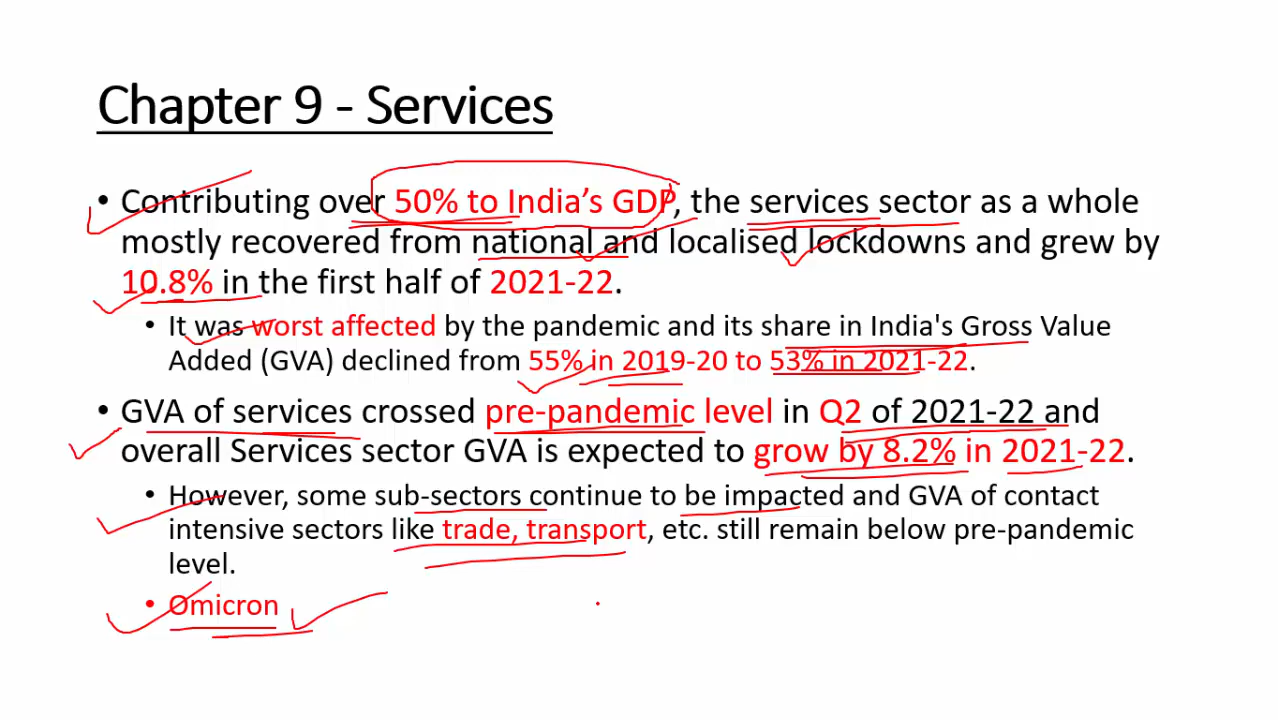 Chapter 9 - Services
• Contributing over 50% to India's GDP, the services sector as a whole
mostly recovered from national and localised lockdowns and grew by
10.8% in the first half of 2021-22.
• It was worst affected by the pandemic and its share in India's Gross Value
Added (GVA) declined from 55% in 2019-20 to 53% in 2021-22.
• GVA of services crossed pre-pandemic level in Q2 of 2021-22 and
overall Services sector GVA is expected to grow by 8.2% in 2021-22.
• However, some sub-sectors continue to be impacted and GVA of contact
intensive sectors like trade, transport, etc. still remain below pre-pandemic
level.
• Omicron